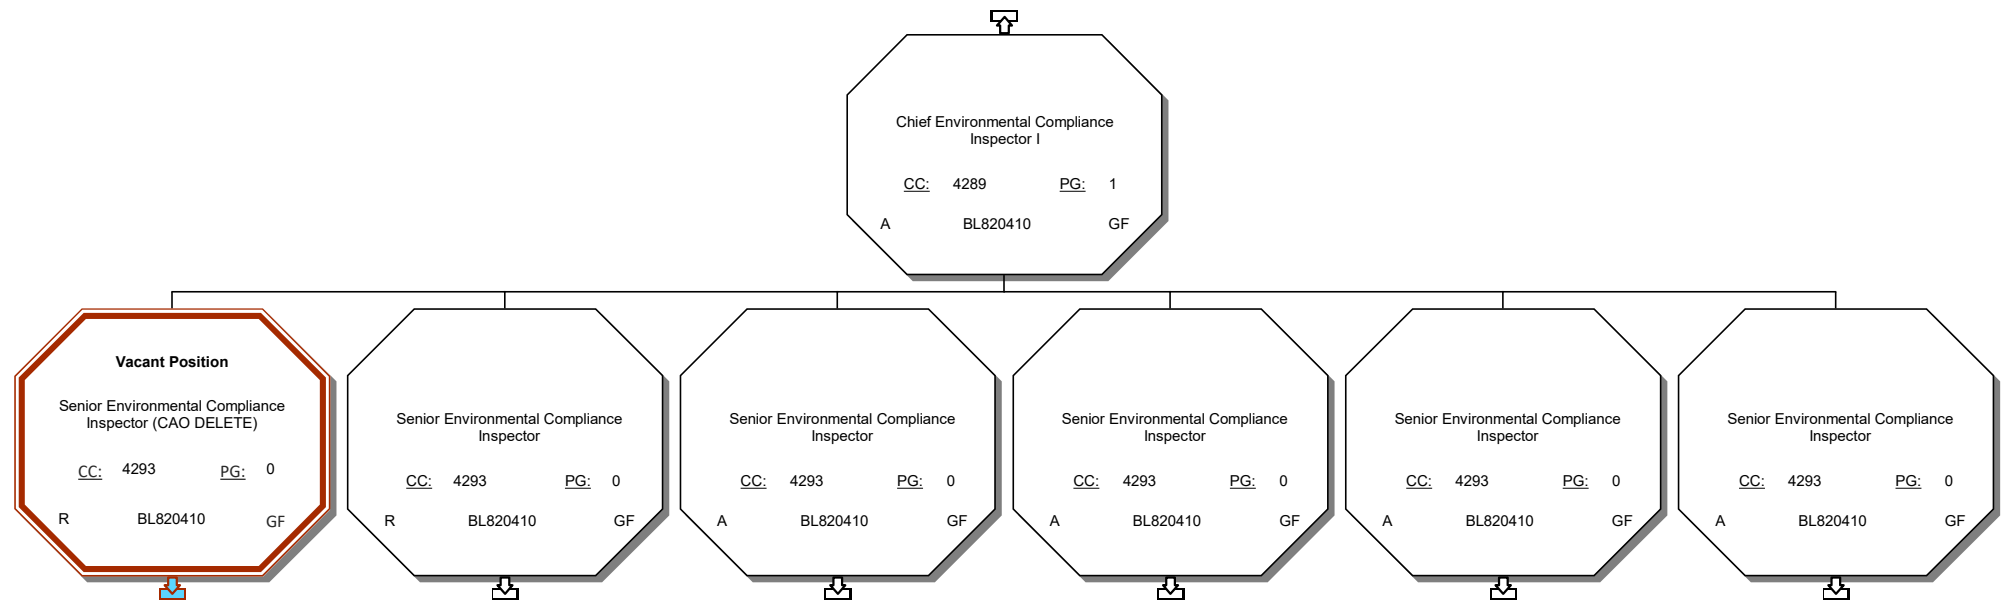 Chief Environmental Compliance
Inspector I
CC: 4289 PG: 1
A BL820410 GF
Vacant Position
Senior Environmental Compliance
Inspector (CAO DELETE)
CC: 4293 PG: 0
R BL820410 GF
Senior Environmental Compliance
Inspector
CC: 4293 PG: 0
R BL820410 GF
Senior Environmental Compliance
Inspector
CC: 4293 PG: 0
A BL820410 GF
Senior Environmental Compliance
Inspector
CC: 4293 PG: 0
A BL820410 GF
Senior Environmental Compliance
Inspector
CC: 4293 PG: 0
A BL820410 GF
Senior Environmental Compliance
Inspector
CC: 4293 PG: 0
A BL820410 GF